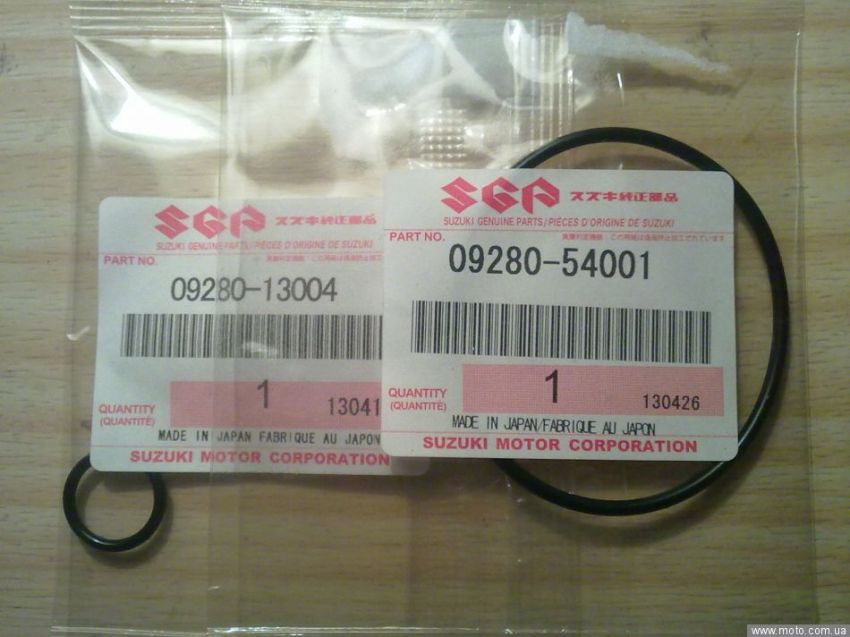 SGP スズキ純正部品
SUZUKI GENUINE PARTS/PIÈCES D'ORIGINE DE SUZUKI
PART NO.
09280-13004
QUANTITY
(QUANTITÉ)
1
13041
MADE IN JAPAN FABRIQUE AU JAPON
SUZUKI MOTOR CORPORATION
SGP スズキ純正部品
SUZUKI GENUINE PARTS/PIÈCES D'ORIGINE DE SUZUKI
PART NO.
09280-54001
QUANTITY
(QUANTITÉ)
1
130426
MADE IN JAPAN/FABRIQUE AU JAPON
SUZUKI MOTOR CORPORATION
www.moto.com.ua